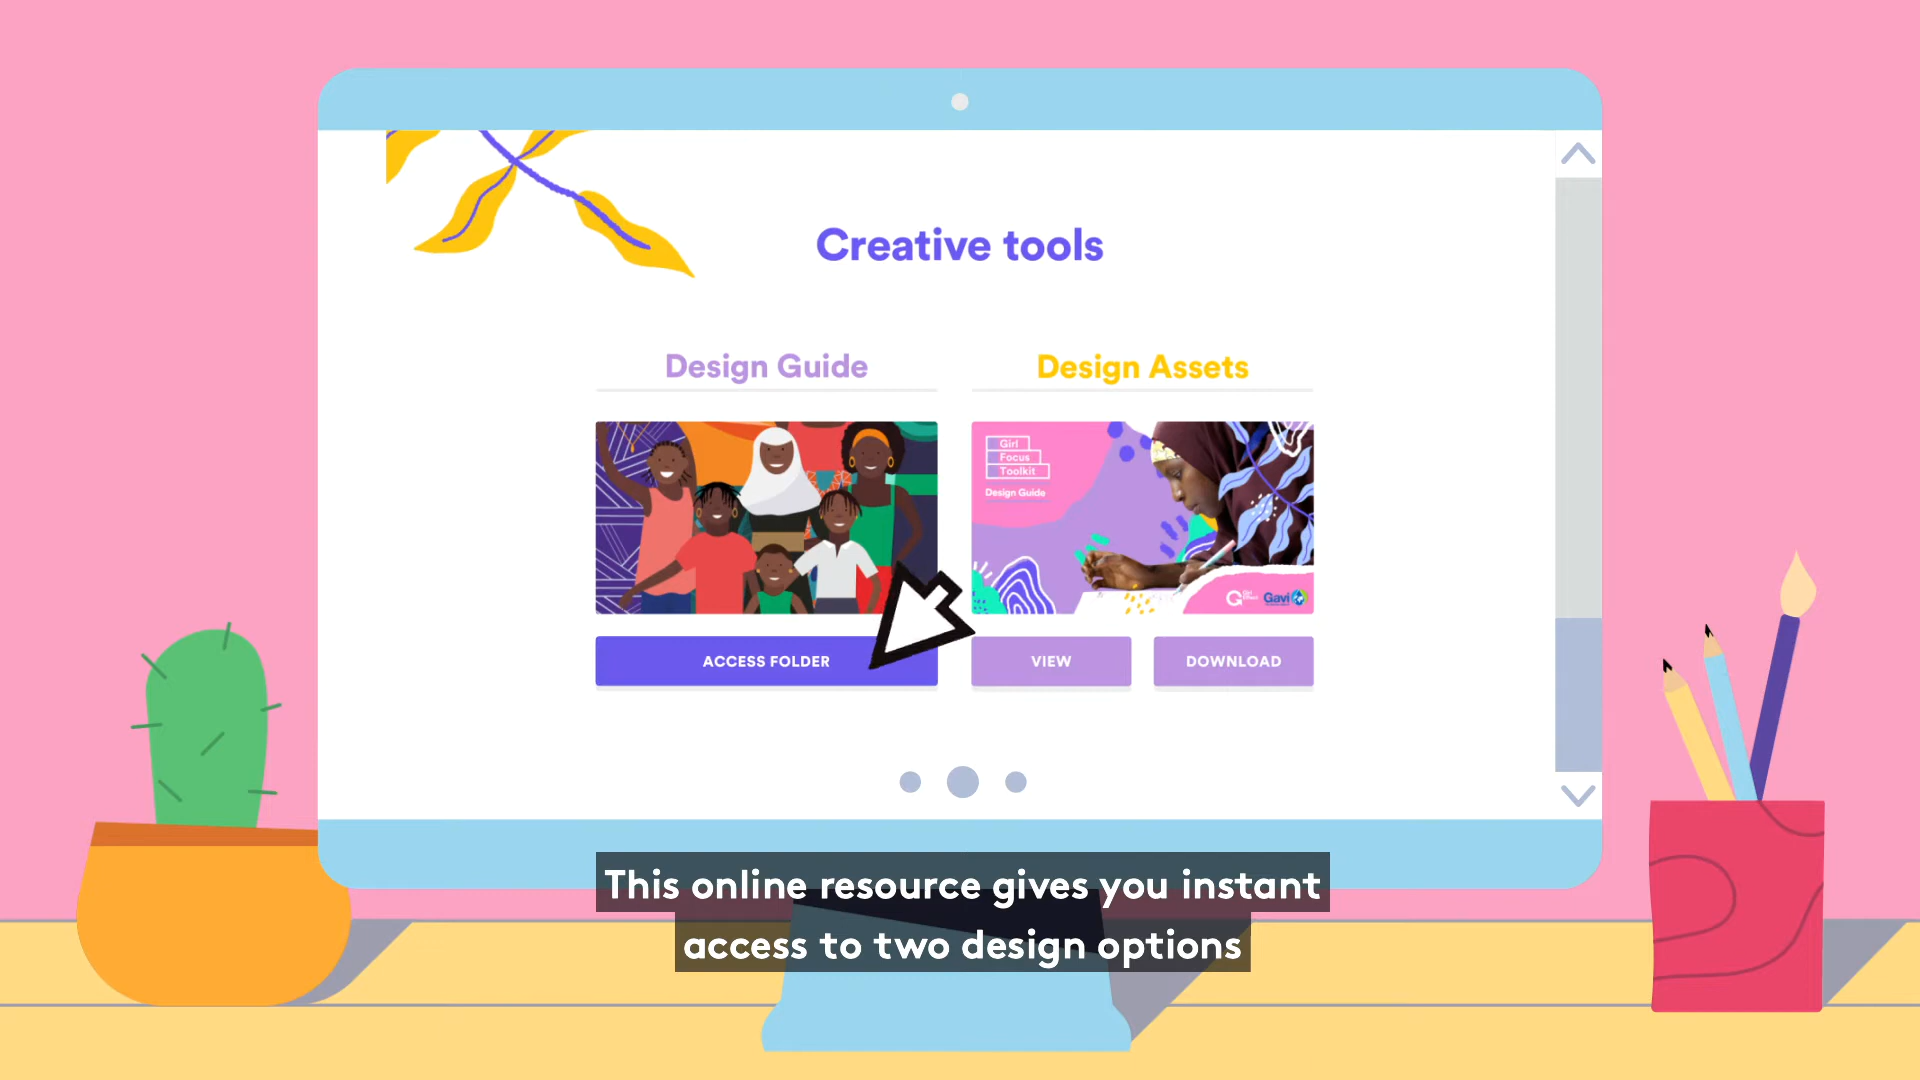 Creative tools
Design Guide
Design Assets
Girl
Focus
Toolkit
Design Guide
Gavi
ACCESS FOLDER
VIEW
DOWNLOAD
This online resource gives you instant
access to two design options